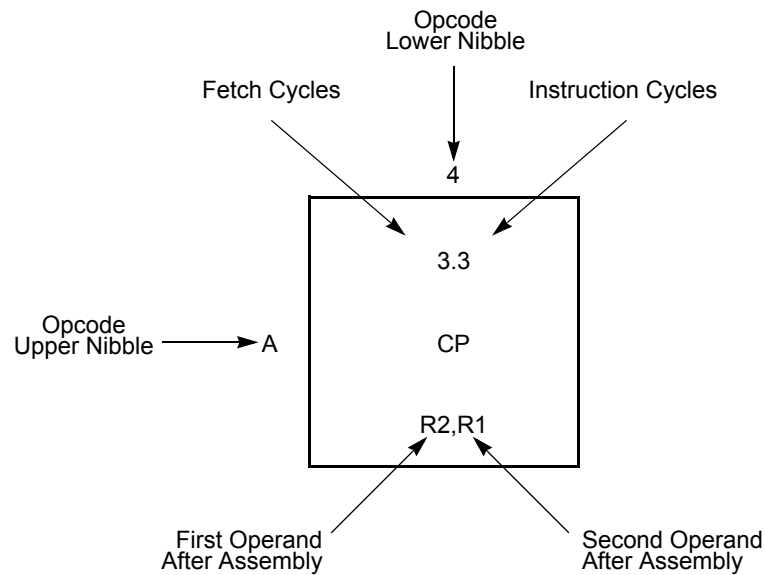 Opcode
Lower Nibble
Fetch Cycles
Instruction Cycles
4
3.3
Opcode
Upper Nibble
A
CP
R2,R1
First Operand
After Assembly
Second Operand
After Assembly